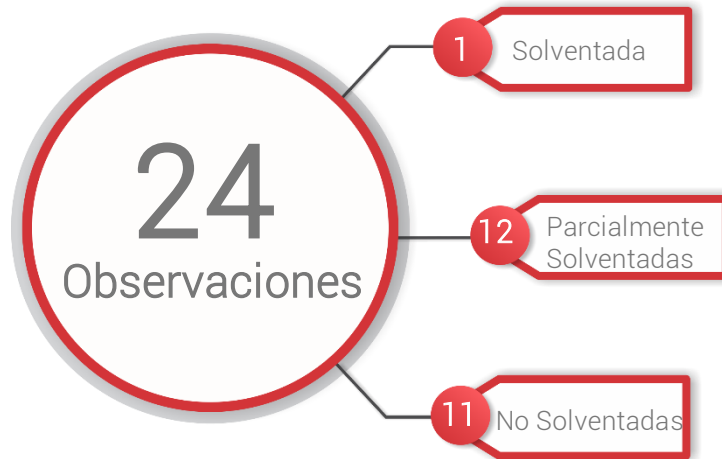 24
Observaciones
1
Solventada
12
Parcialmente
Solventadas
11
No Solventadas